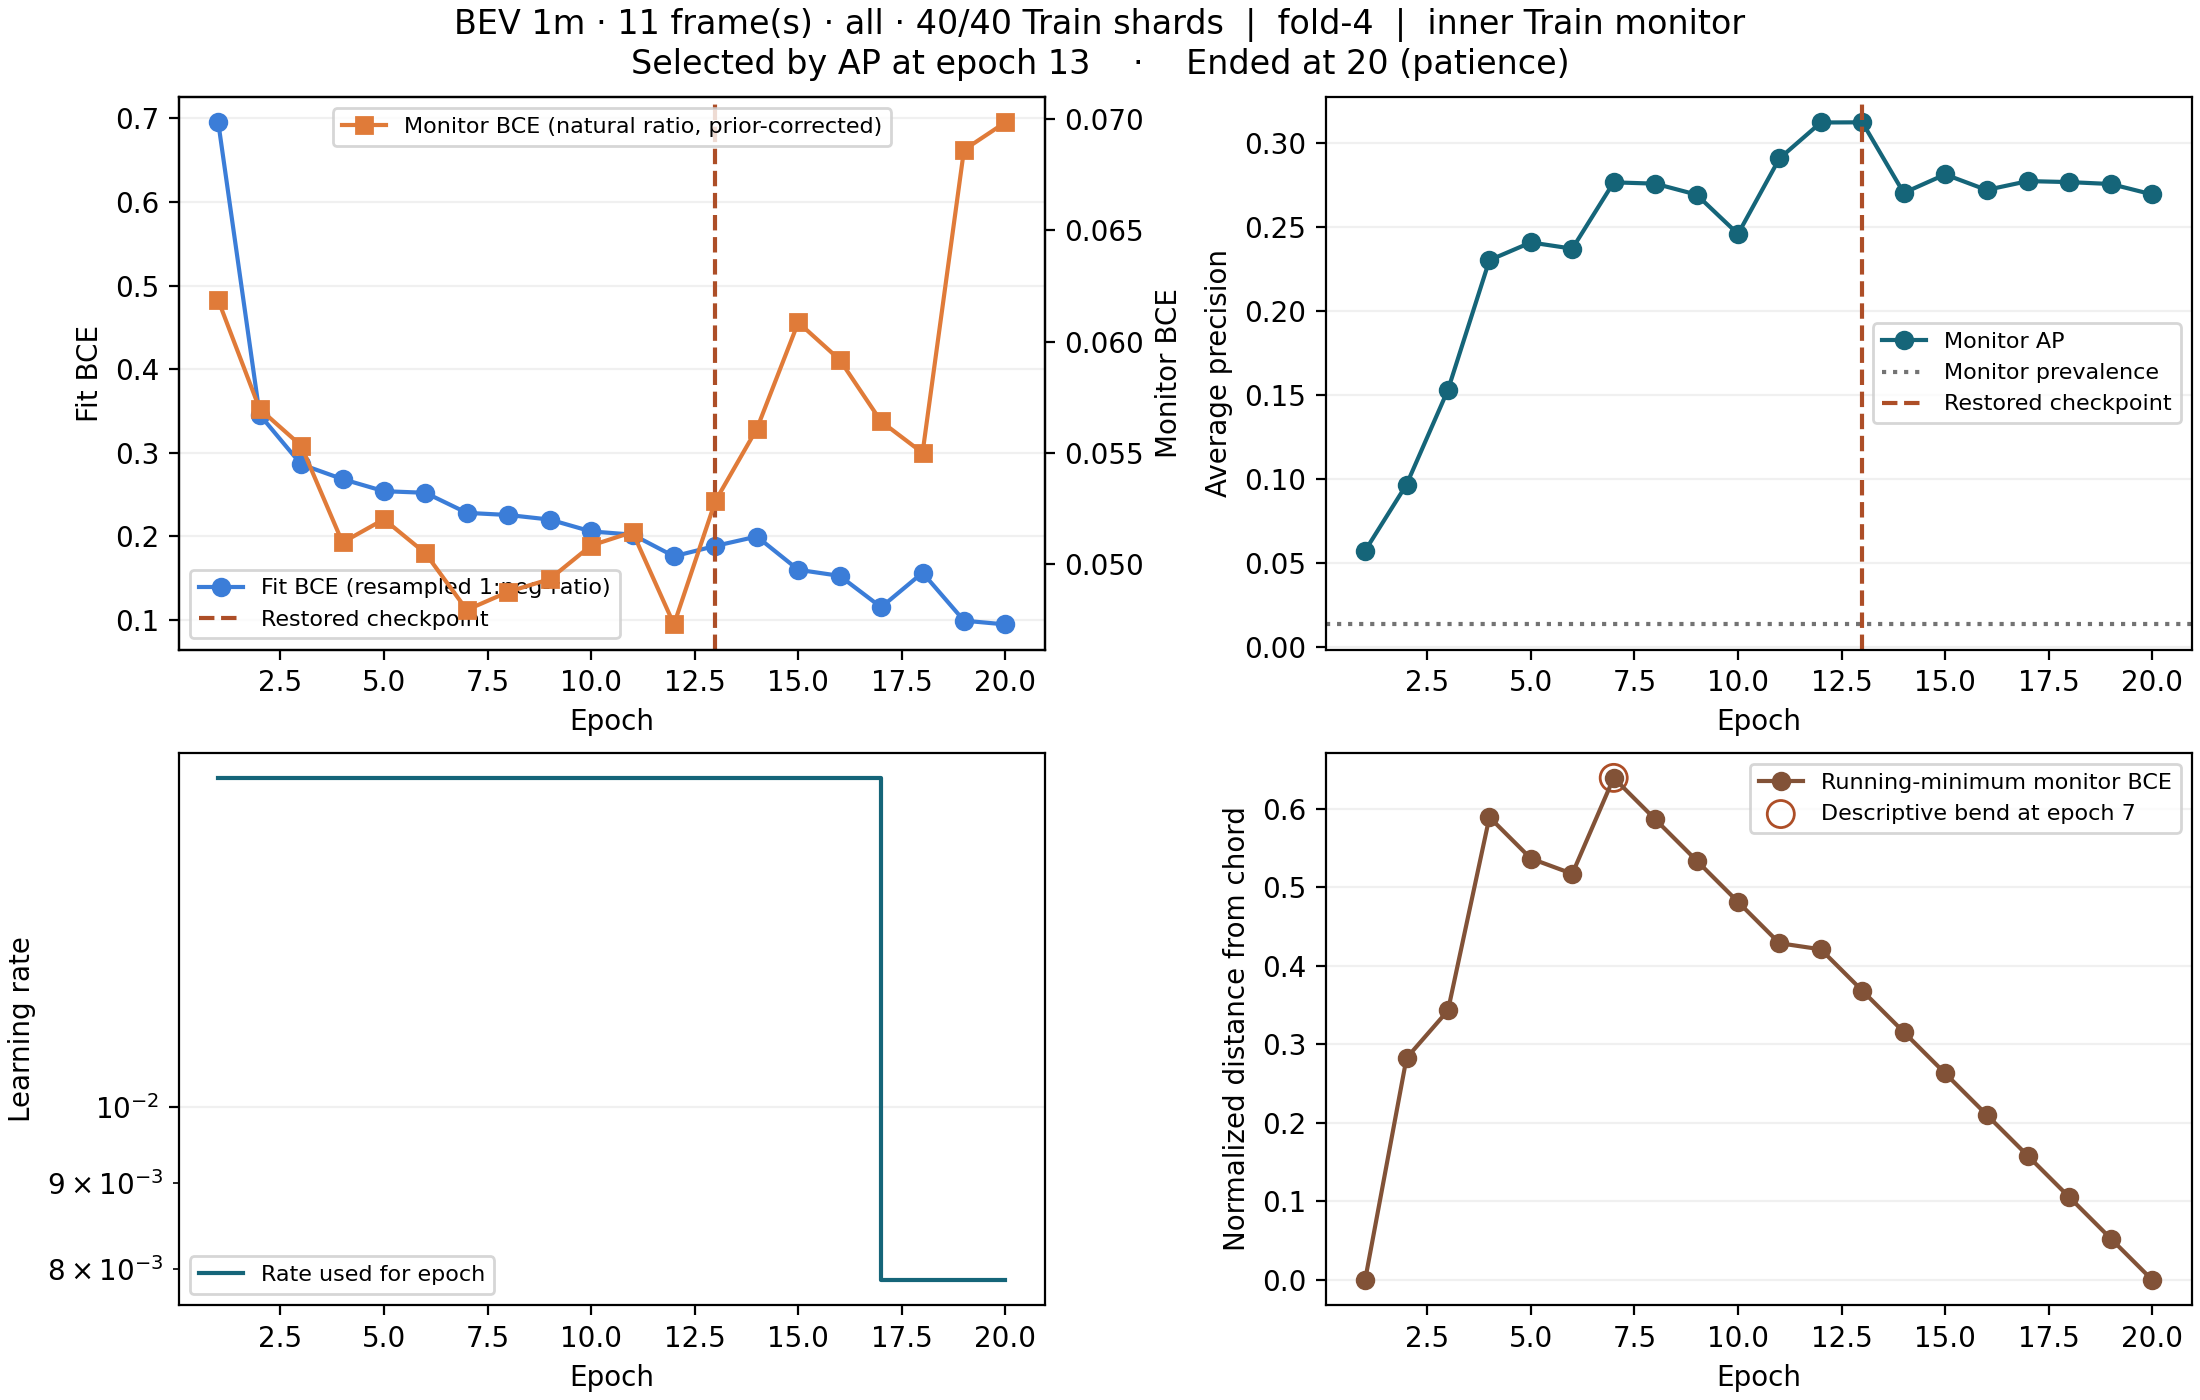 BEV 1m · 11 frame(s) · all · 40/40 Train shards | fold-4 | inner Train monitor
Selected by AP at epoch 13 · Ended at 20 (patience)
Monitor BCE (natural ratio, prior-corrected)
Fit BCE (resampled 1:neg ratio)
Restored checkpoint
Fit BCE
0.7
0.6
0.5
0.4
0.3
0.2
0.1
Monitor BCE
0.070
0.065
0.060
0.055
0.050
2.5 5.0 7.5 10.0 12.5 15.0 17.5 20.0
Epoch
Average precision
0.30
0.25
0.20
0.15
0.10
0.05
0.00
Monitor AP
Monitor prevalence
Restored checkpoint
2.5 5.0 7.5 10.0 12.5 15.0 17.5 20.0
Epoch
Learning rate
10⁻²
9 × 10⁻³
8 × 10⁻³
Rate used for epoch
2.5 5.0 7.5 10.0 12.5 15.0 17.5 20.0
Epoch
Normalized distance from chord
0.6
0.5
0.4
0.3
0.2
0.1
0.0
Running-minimum monitor BCE
Descriptive bend at epoch 7
2.5 5.0 7.5 10.0 12.5 15.0 17.5 20.0
Epoch